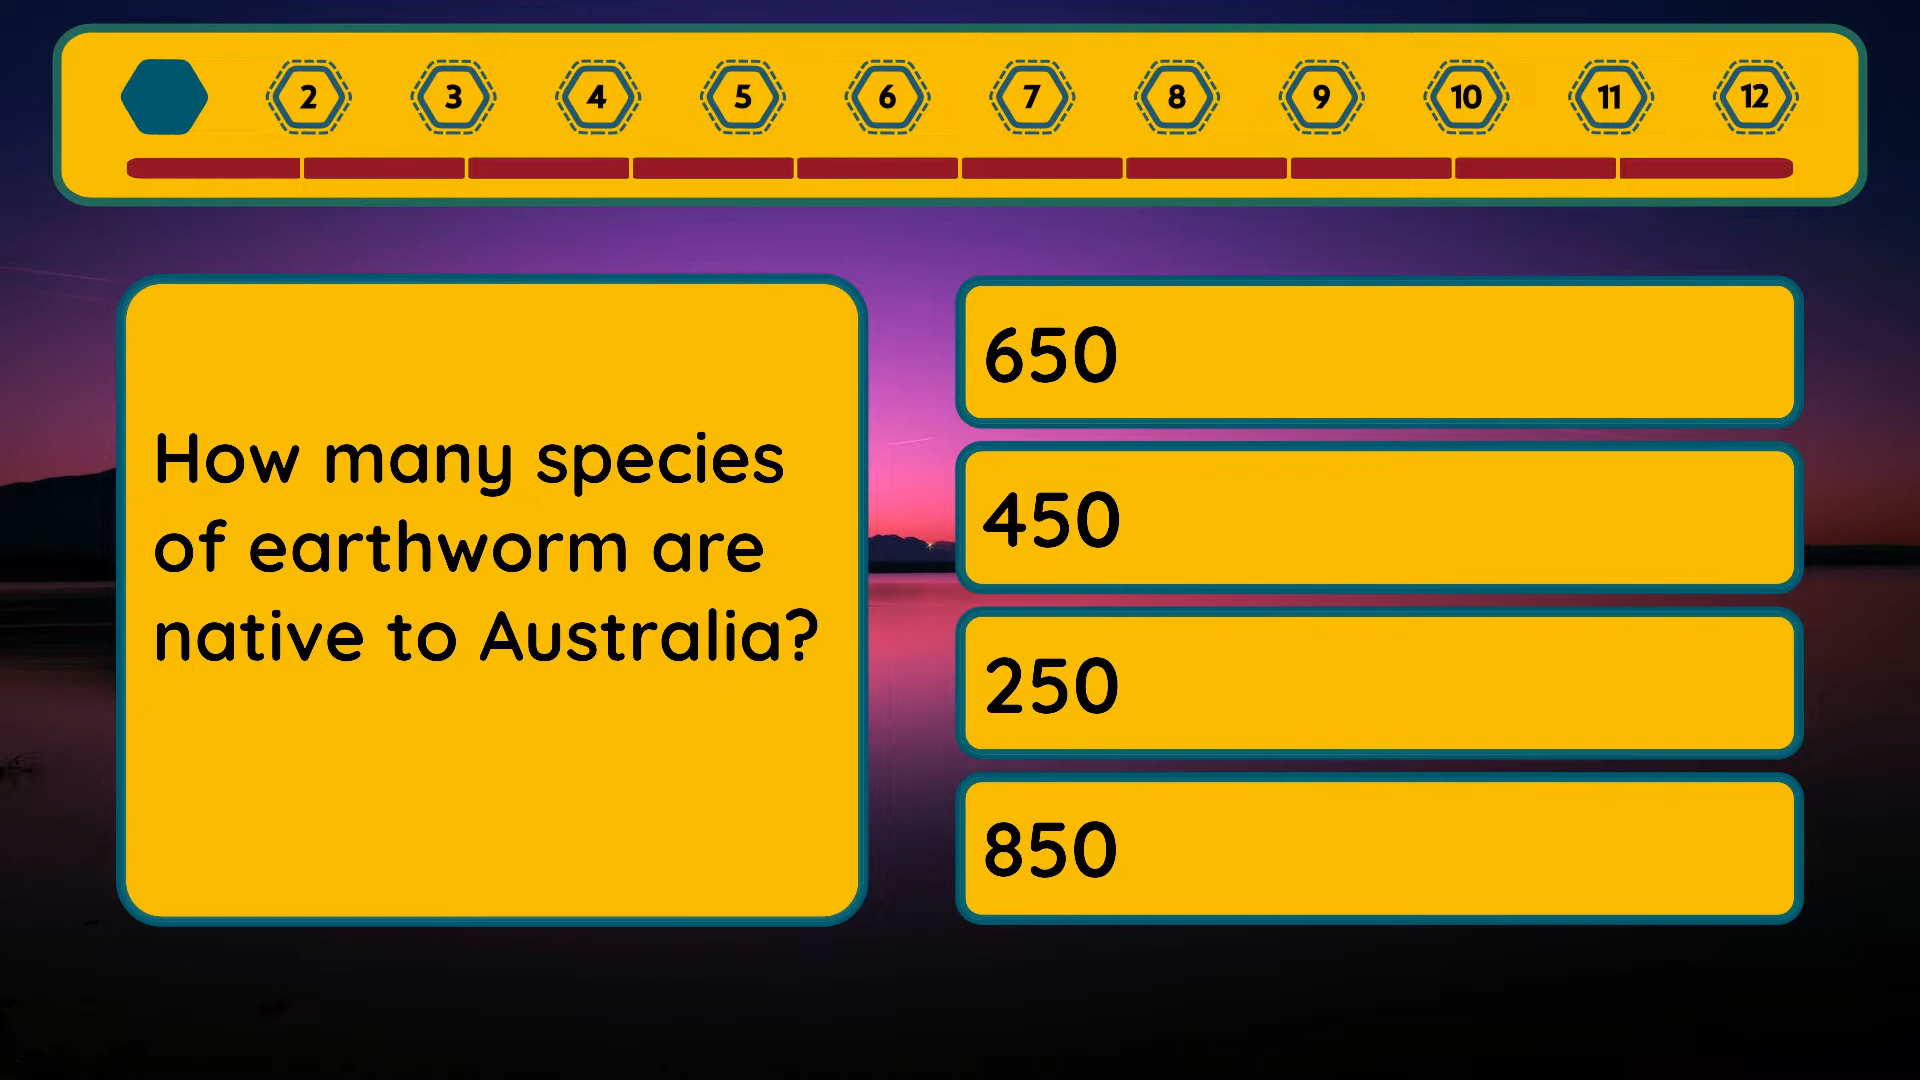 2 3 4 5 6 7 8 9 10 11 12
How many species
of earthworm are
native to Australia?
650
450
250
850